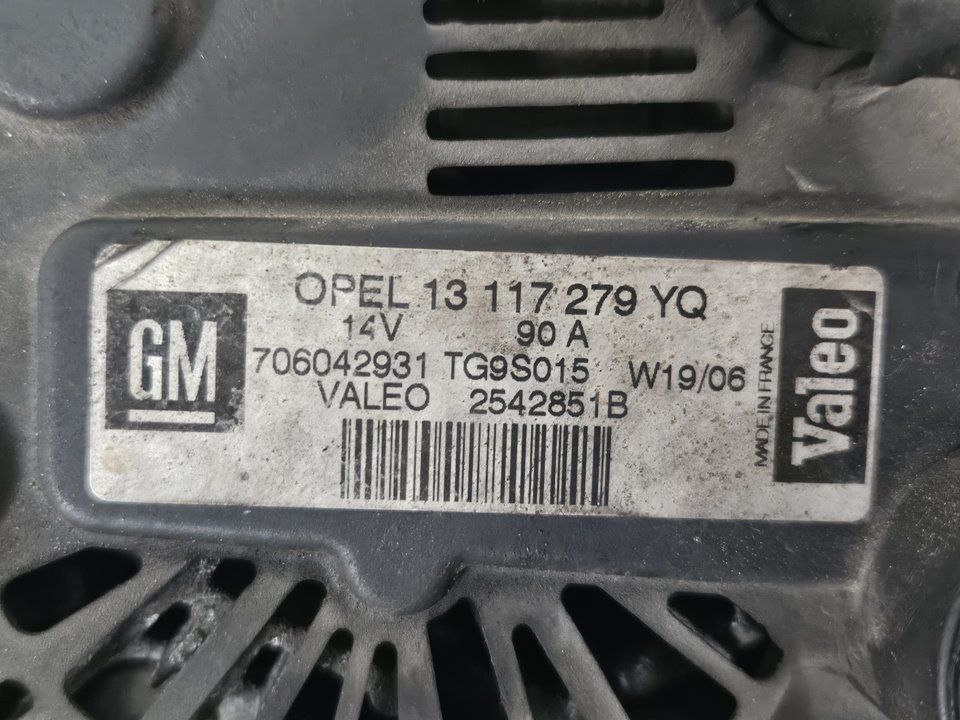 GM
OPEL 13 117 279 YQ
14V 90 A
706042931 TG9S015 W19/06
VALEO 2542851B
MADE IN FRANCE
Valeo